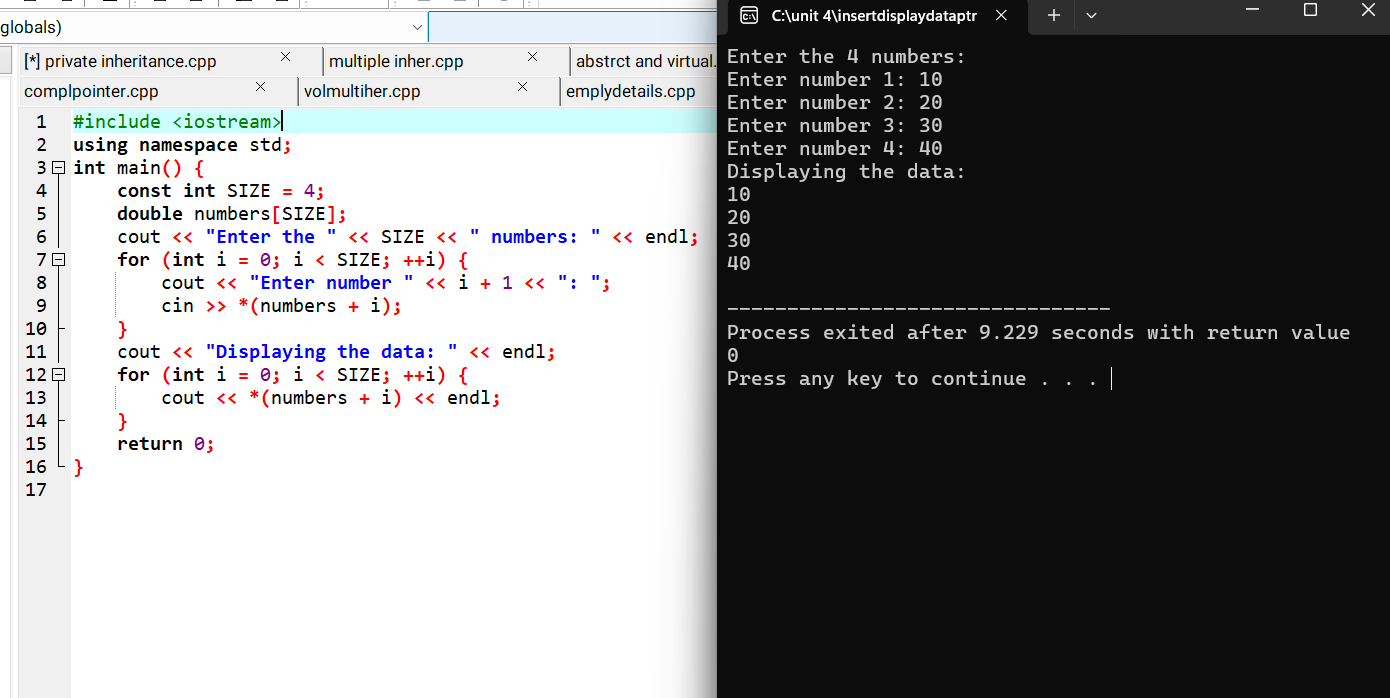 globals)
[*] private inheritance.cpp
multiple inher.cpp
abstrct and virtual.
complpointer.cpp
volmultiher.cpp
emplydetails.cpp
1 #include <iostream>
2 using namespace std;
3 int main() {
4 const int SIZE = 4;
5 double numbers[SIZE];
6 cout << "Enter the " << SIZE << " numbers: " << endl;
7 for (int i = 0; i < SIZE; ++i) {
8 cout << "Enter number " << i + 1 << ": ";
9 cin >> *(numbers + i);
10 }
11 cout << "Displaying the data: " << endl;
12 for (int i = 0; i < SIZE; ++i) {
13 cout << *(numbers + i) << endl;
14 }
15 return 0;
16 }
17
C:\unit 4\insertdisplaydataptr
Enter the 4 numbers:
Enter number 1: 10
Enter number 2: 20
Enter number 3: 30
Enter number 4: 40
Displaying the data:
10
20
30
40
--------------------------------
Process exited after 9.229 seconds with return value
0
Press any key to continue . . .